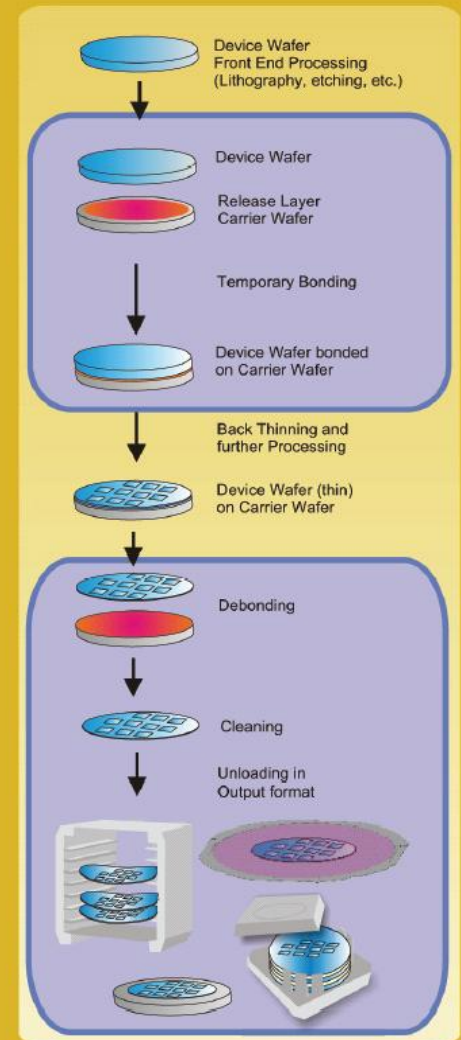 Device Wafer
Front End Processing
(Lithography, etching, etc.)
Device Wafer
Release Layer
Carrier Wafer
Temporary Bonding
Device Wafer bonded
on Carrier Wafer
Back Thinning and
further Processing
Device Wafer (thin)
on Carrier Wafer
Debonding
Cleaning
Unloading in
Output format